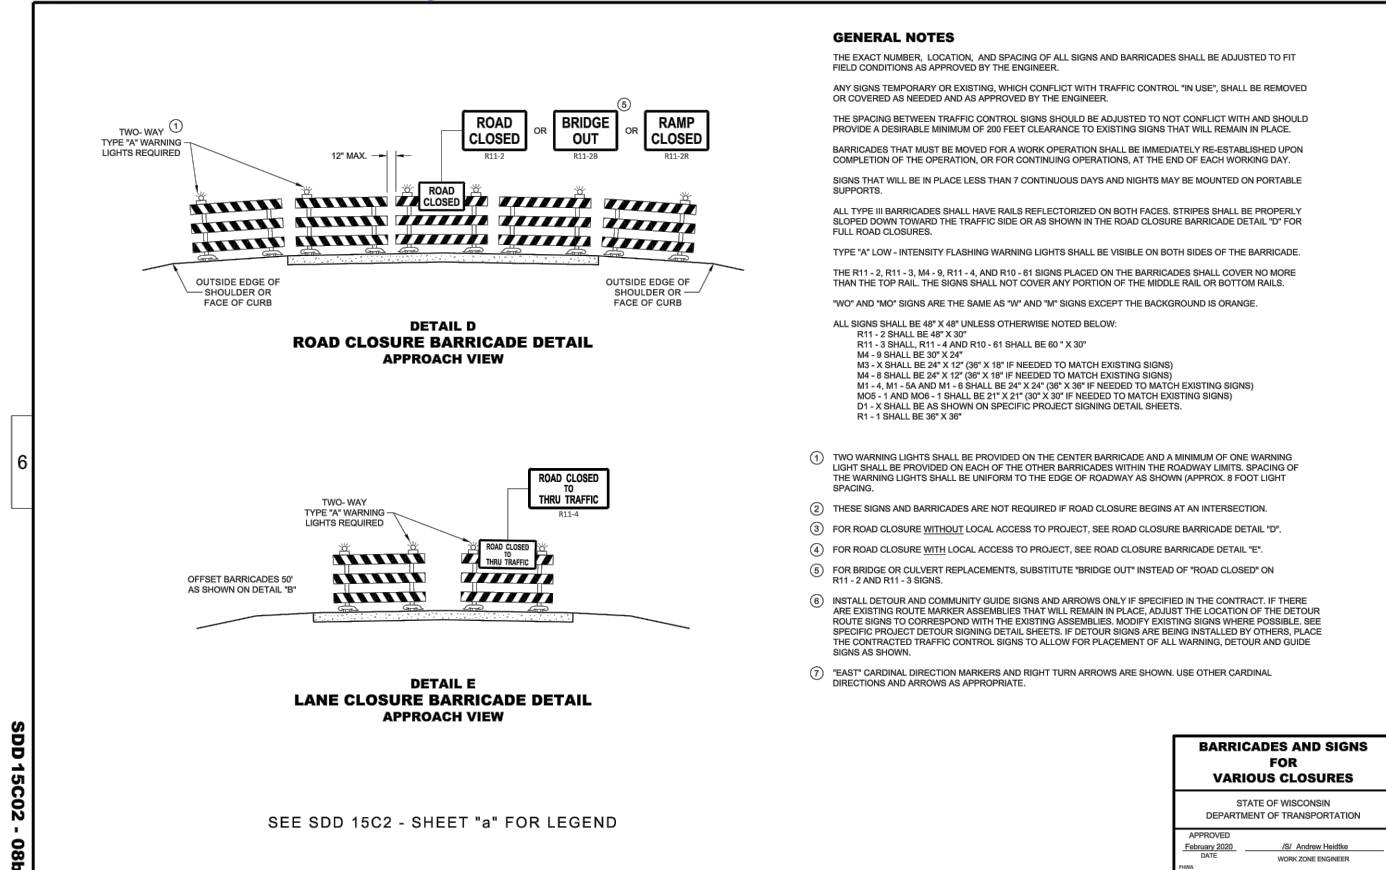 TWO- WAY
TYPE "A" WARNING
LIGHTS REQUIRED
1
12" MAX.
ROAD
CLOSED
R11-2
OR
BRIDGE
OUT
R11-2B
5
OR
RAMP
CLOSED
R11-2R
ROAD
CLOSED
OUTSIDE EDGE OF
SHOULDER OR
FACE OF CURB
OUTSIDE EDGE OF
SHOULDER OR
FACE OF CURB
DETAIL D
ROAD CLOSURE BARRICADE DETAIL
APPROACH VIEW
6
ROAD CLOSED
TO
THRU TRAFFIC
R11-4
TWO- WAY
TYPE "A" WARNING
LIGHTS REQUIRED
ROAD CLOSED
TO
THRU TRAFFIC
OFFSET BARRICADES 50'
AS SHOWN ON DETAIL "B"
DETAIL E
LANE CLOSURE BARRICADE DETAIL
APPROACH VIEW
SEE SDD 15C2 - SHEET "a" FOR LEGEND
SDD 15C02 - 08b
GENERAL NOTES
THE EXACT NUMBER, LOCATION, AND SPACING OF ALL SIGNS AND BARRICADES SHALL BE ADJUSTED TO FIT
FIELD CONDITIONS AS APPROVED BY THE ENGINEER.
ANY SIGNS TEMPORARY OR EXISTING, WHICH CONFLICT WITH TRAFFIC CONTROL "IN USE", SHALL BE REMOVED
OR COVERED AS NEEDED AND AS APPROVED BY THE ENGINEER.
THE SPACING BETWEEN TRAFFIC CONTROL SIGNS SHOULD BE ADJUSTED TO NOT CONFLICT WITH AND SHOULD
PROVIDE A DESIRABLE MINIMUM OF 200 FEET CLEARANCE TO EXISTING SIGNS THAT WILL REMAIN IN PLACE.
BARRICADES THAT MUST BE MOVED FOR A WORK OPERATION SHALL BE IMMEDIATELY RE-ESTABLISHED UPON
COMPLETION OF THE OPERATION, OR FOR CONTINUING OPERATIONS, AT THE END OF EACH WORKING DAY.
SIGNS THAT WILL BE IN PLACE LESS THAN 7 CONTINUOUS DAYS AND NIGHTS MAY BE MOUNTED ON PORTABLE
SUPPORTS.
ALL TYPE III BARRICADES SHALL HAVE RAILS REFLECTORIZED ON BOTH FACES. STRIPES SHALL BE PROPERLY
SLOPED DOWN TOWARD THE TRAFFIC SIDE OR AS SHOWN IN THE ROAD CLOSURE BARRICADE DETAIL "D" FOR
FULL ROAD CLOSURES.
TYPE "A" LOW - INTENSITY FLASHING WARNING LIGHTS SHALL BE VISIBLE ON BOTH SIDES OF THE BARRICADE.
THE R11 - 2, R11 - 3, M4 - 9, R11 - 4, AND R10 - 61 SIGNS PLACED ON THE BARRICADES SHALL COVER NO MORE
THAN THE TOP RAIL. THE SIGNS SHALL NOT COVER ANY PORTION OF THE MIDDLE RAIL OR BOTTOM RAILS.
"WO" AND "MO" SIGNS ARE THE SAME AS "W" AND "M" SIGNS EXCEPT THE BACKGROUND IS ORANGE.
ALL SIGNS SHALL BE 48" X 48" UNLESS OTHERWISE NOTED BELOW:
R11 - 2 SHALL BE 48" X 30"
R11 - 3 SHALL, R11 - 4 AND R10 - 61 SHALL BE 60 " X 30"
M4 - 9 SHALL BE 30" X 24"
M3 - X SHALL BE 24" X 12" (36" X 18" IF NEEDED TO MATCH EXISTING SIGNS)
M4 - 8 SHALL BE 24" X 12" (36" X 18" IF NEEDED TO MATCH EXISTING SIGNS)
M1 - 4, M1 - 5A AND M1 - 6 SHALL BE 24" X 24" (36" X 36" IF NEEDED TO MATCH EXISTING SIGNS)
MO5 - 1 AND MO6 - 1 SHALL BE 21" X 21" (30" X 30" IF NEEDED TO MATCH EXISTING SIGNS)
D1 - X SHALL BE AS SHOWN ON SPECIFIC PROJECT SIGNING DETAIL SHEETS.
R1 - 1 SHALL BE 36" X 36"
1 TWO WARNING LIGHTS SHALL BE PROVIDED ON THE CENTER BARRICADE AND A MINIMUM OF ONE WARNING
LIGHT SHALL BE PROVIDED ON EACH OF THE OTHER BARRICADES WITHIN THE ROADWAY LIMITS. SPACING OF
THE WARNING LIGHTS SHALL BE UNIFORM TO THE EDGE OF ROADWAY AS SHOWN (APPROX. 8 FOOT LIGHT
SPACING.
2 THESE SIGNS AND BARRICADES ARE NOT REQUIRED IF ROAD CLOSURE BEGINS AT AN INTERSECTION.
3 FOR ROAD CLOSURE WITHOUT LOCAL ACCESS TO PROJECT, SEE ROAD CLOSURE BARRICADE DETAIL "D".
4 FOR ROAD CLOSURE WITH LOCAL ACCESS TO PROJECT, SEE ROAD CLOSURE BARRICADE DETAIL "E".
5 FOR BRIDGE OR CULVERT REPLACEMENTS, SUBSTITUTE "BRIDGE OUT" INSTEAD OF "ROAD CLOSED" ON
R11 - 2 AND R11 - 3 SIGNS.
6 INSTALL DETOUR AND COMMUNITY GUIDE SIGNS AND ARROWS ONLY IF SPECIFIED IN THE CONTRACT. IF THERE
ARE EXISTING ROUTE MARKER ASSEMBLIES THAT WILL REMAIN IN PLACE, ADJUST THE LOCATION OF THE DETOUR
ROUTE SIGNS TO CORRESPOND WITH THE EXISTING ASSEMBLIES. MODIFY EXISTING SIGNS WHERE POSSIBLE. SEE
SPECIFIC PROJECT DETOUR SIGNING DETAIL SHEETS. IF DETOUR SIGNS ARE BEING INSTALLED BY OTHERS, PLACE
THE CONTRACTED TRAFFIC CONTROL SIGNS TO ALLOW FOR PLACEMENT OF ALL WARNING, DETOUR AND GUIDE
SIGNS AS SHOWN.
7 "EAST" CARDINAL DIRECTION MARKERS AND RIGHT TURN ARROWS ARE SHOWN. USE OTHER CARDINAL
DIRECTIONS AND ARROWS AS APPROPRIATE.
BARRICADES AND SIGNS
FOR
VARIOUS CLOSURES
STATE OF WISCONSIN
DEPARTMENT OF TRANSPORTATION
APPROVED
February 2020 /S/ Andrew Heidtke
DATE WORK ZONE ENGINEER
FHWA